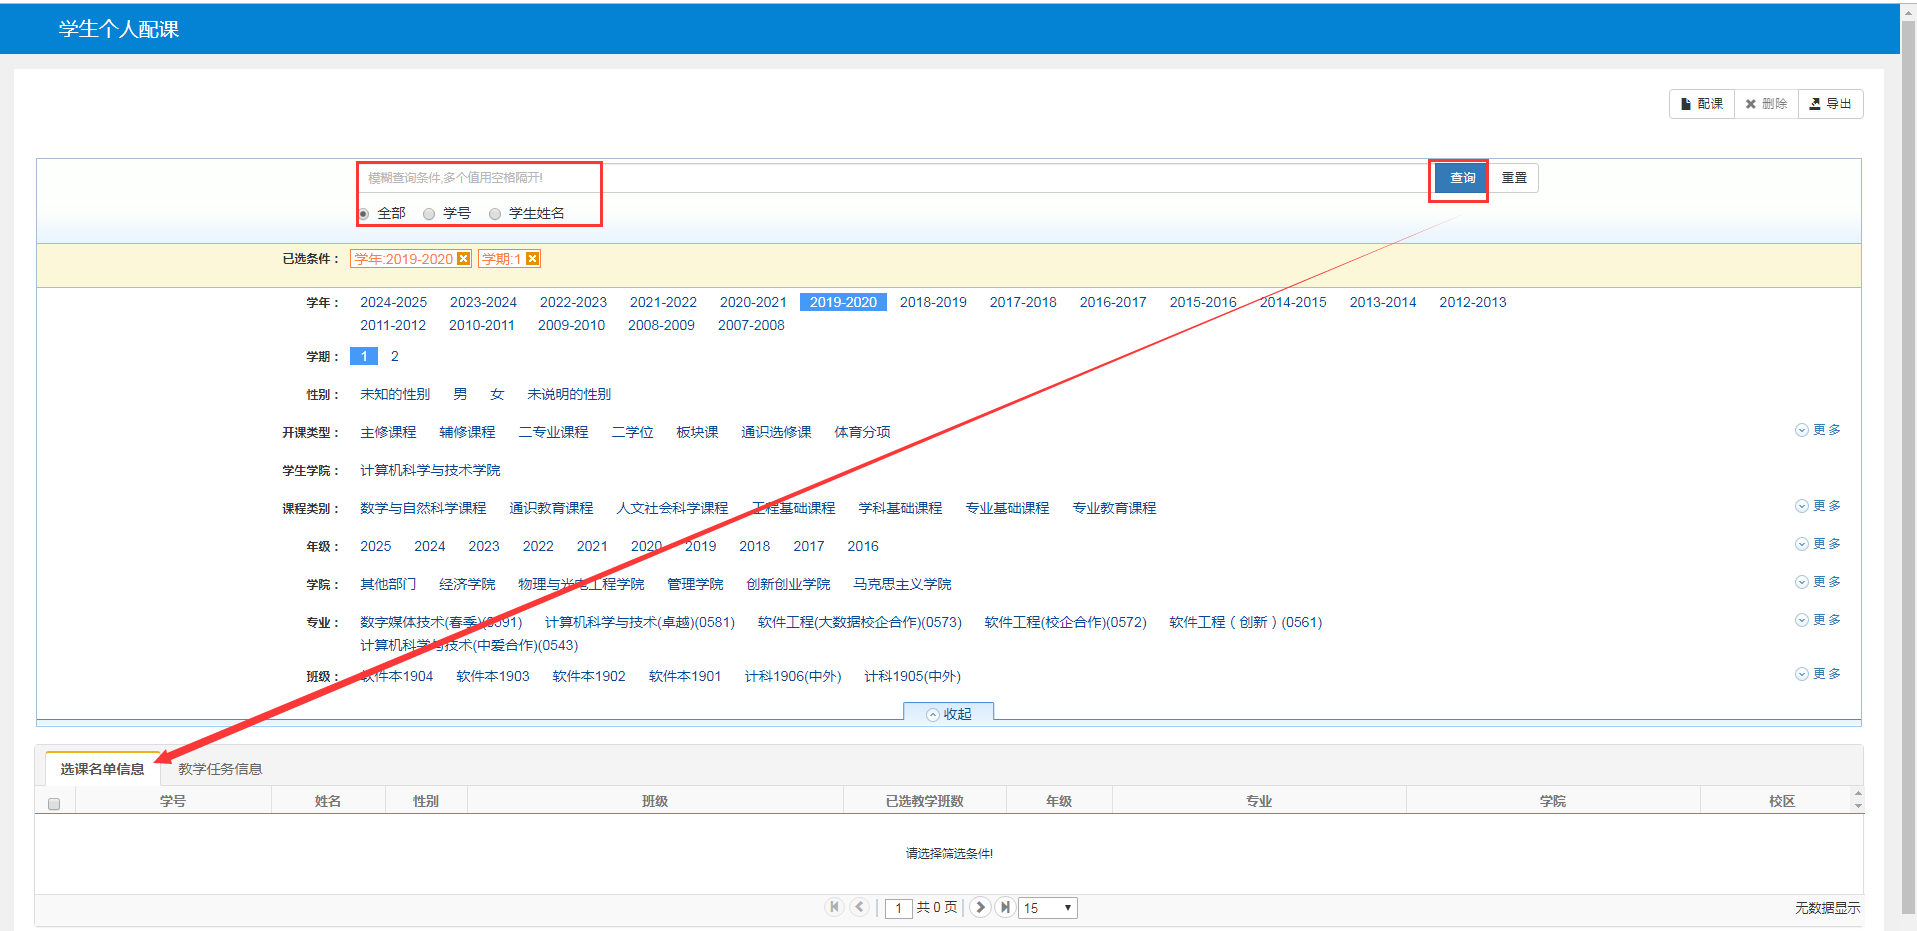 学生个人配课
配课 删除 导出
模糊查询条件,多个值用空格隔开! 查询 重置
全部 学号 学生姓名
已选条件： 学年:2019-2020 学期:1
学年： 2024-2025 2023-2024 2022-2023 2021-2022 2020-2021 2019-2020 2018-2019 2017-2018 2016-2017 2015-2016 2014-2015 2013-2014 2012-2013
2011-2012 2010-2011 2009-2010 2008-2009 2007-2008
学期： 1 2
性别： 未知的性别 男 女 未说明的性别
开课类型： 主修课程 辅修课程 二专业课程 二学位 板块课 通识选修课 体育分项 更多
学生学院： 计算机科学与技术学院
课程类别： 数学与自然科学课程 通识教育课程 人文社会科学课程 工程基础课程 学科基础课程 专业基础课程 专业教育课程 更多
年级： 2025 2024 2023 2022 2021 2020 2019 2018 2017 2016 更多
学院： 其他部门 经济学院 物理与光电工程学院 管理学院 创新创业学院 马克思主义学院 更多
专业： 数字媒体技术(春季)(0591) 计算机科学与技术(卓越)(0581) 软件工程(大数据校企合作)(0573) 软件工程(校企合作)(0572) 软件工程（创新）(0561) 更多
计算机科学与技术(中爱合作)(0543)
班级： 软件本1904 软件本1903 软件本1902 软件本1901 计科1906(中外) 计科1905(中外) 更多
收起
选课名单信息 教学任务信息
学号 姓名 性别 班级 已选教学班数 年级 专业 学院 校区
请选择筛选条件!
1 共 0 页 15 无数据显示